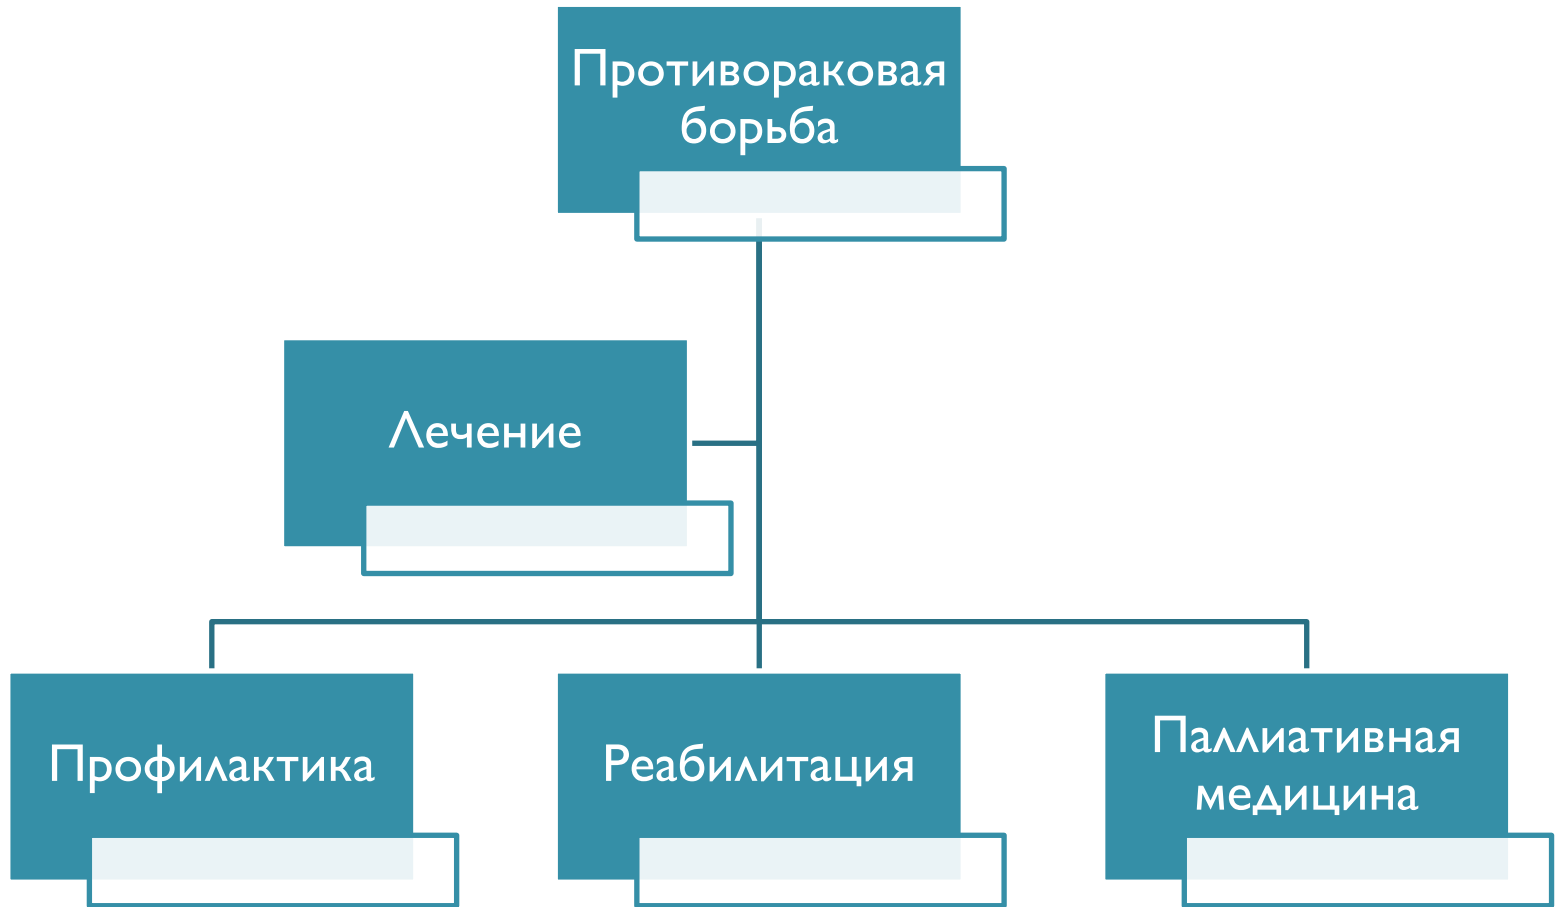 Противораковая
борьба
Лечение
Профилактика
Реабилитация
Паллиативная
медицина